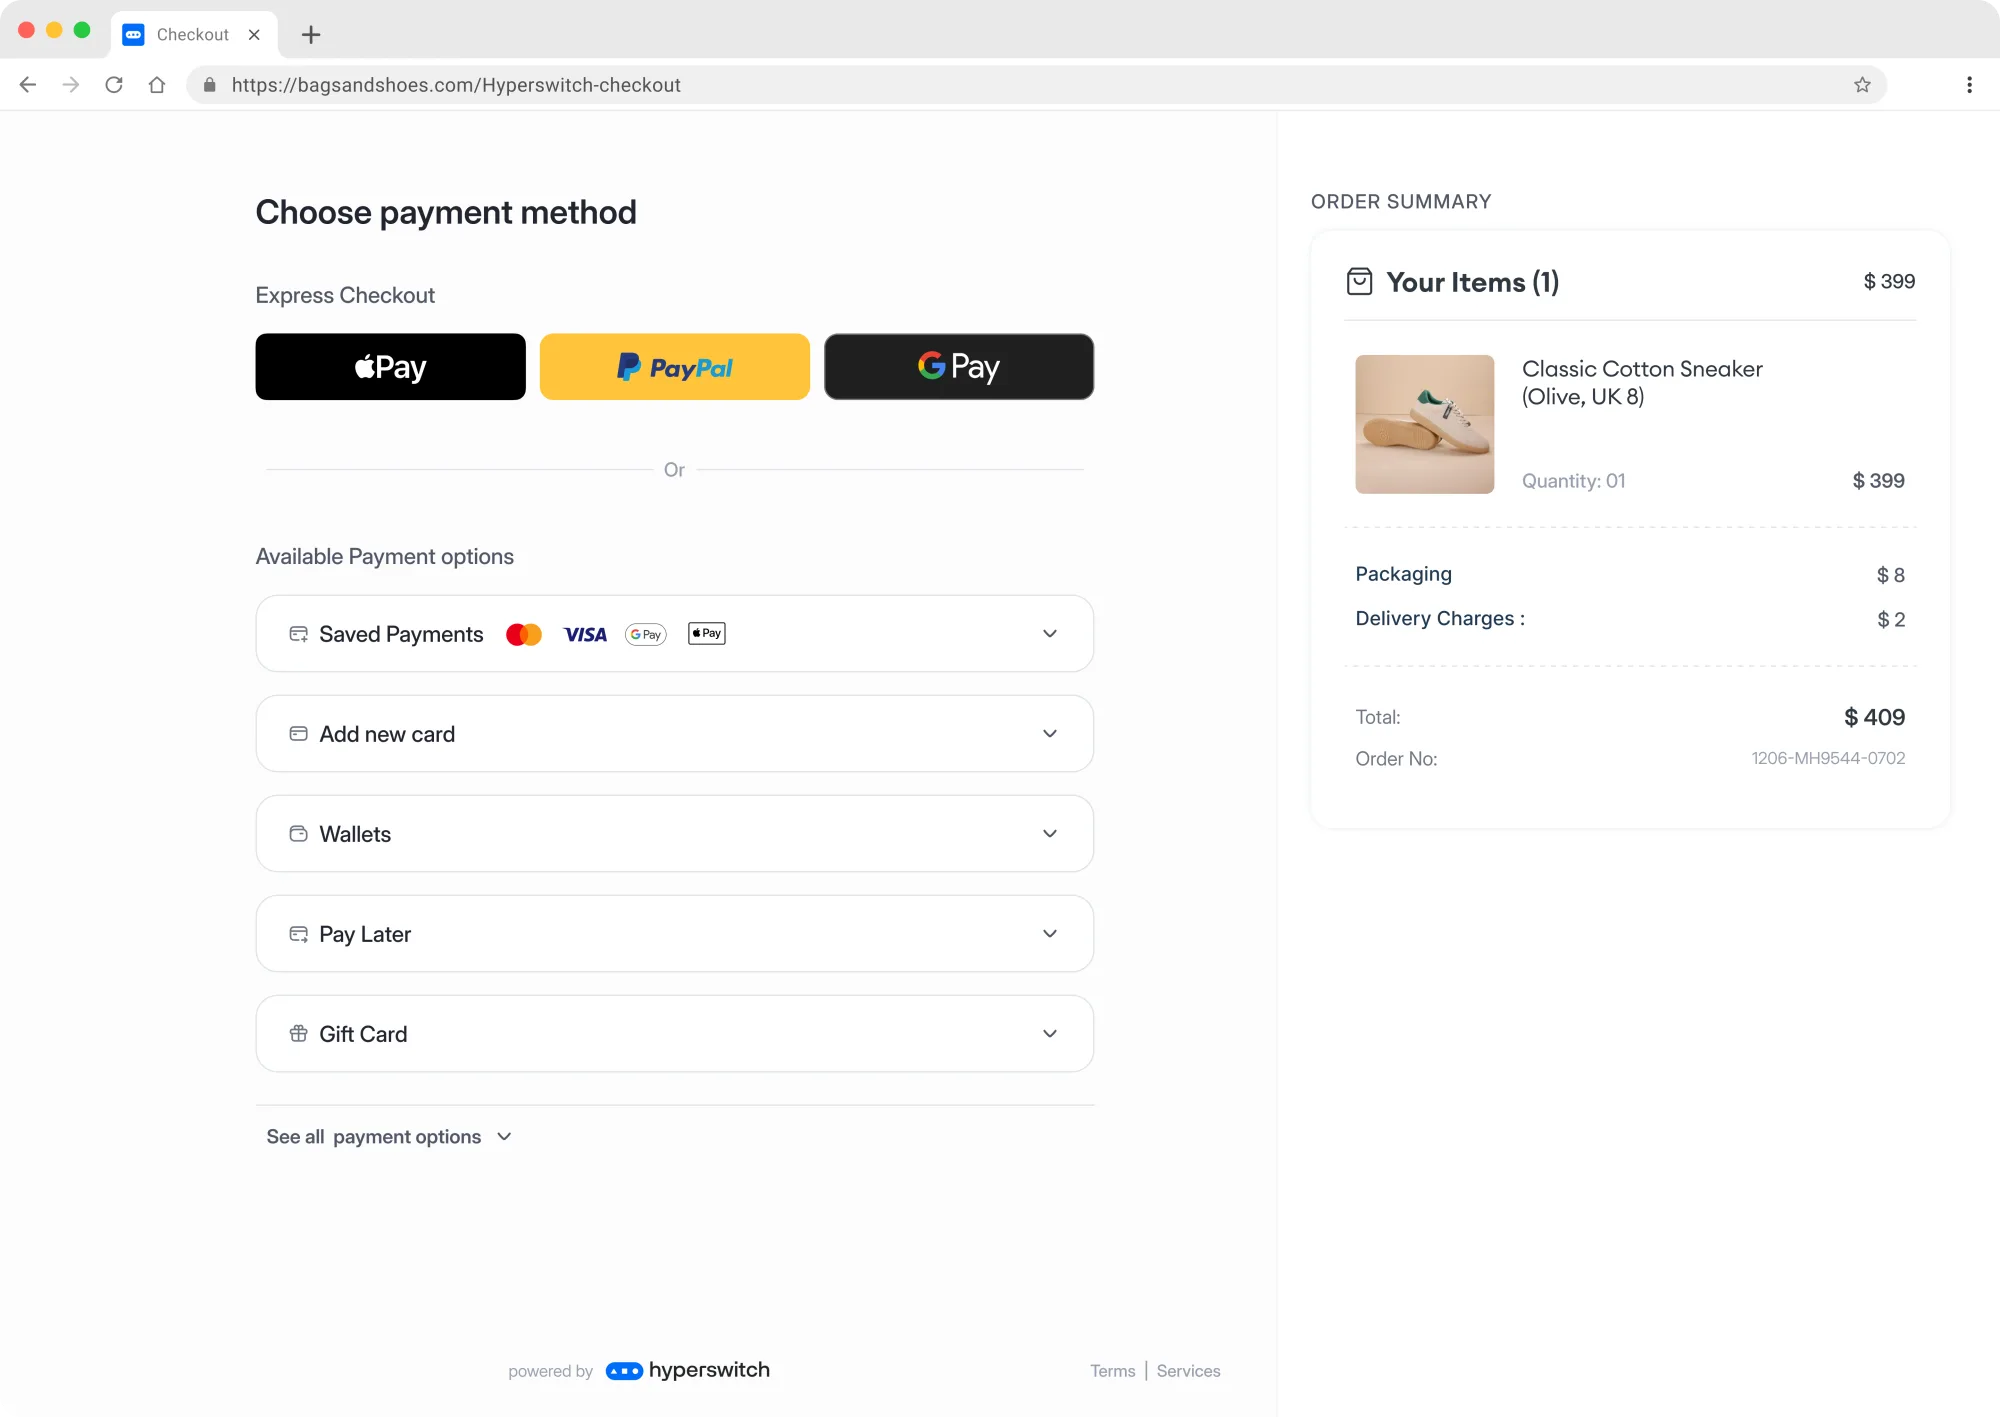 Checkout
https://bagsandshoes.com/Hyperswitch-checkout
Choose payment method
Express Checkout
Pay
PayPal
G Pay
Or
Available Payment options
Saved Payments VISA G Pay Pay
Add new card
Wallets
Pay Later
Gift Card
See all payment options
powered by hyperswitch
Terms | Services
ORDER SUMMARY
Your Items (1) $ 399
Classic Cotton Sneaker
(Olive, UK 8)
Quantity: 01 $ 399
Packaging $ 8
Delivery Charges : $ 2
Total: $ 409
Order No: 1206-MH9544-0702